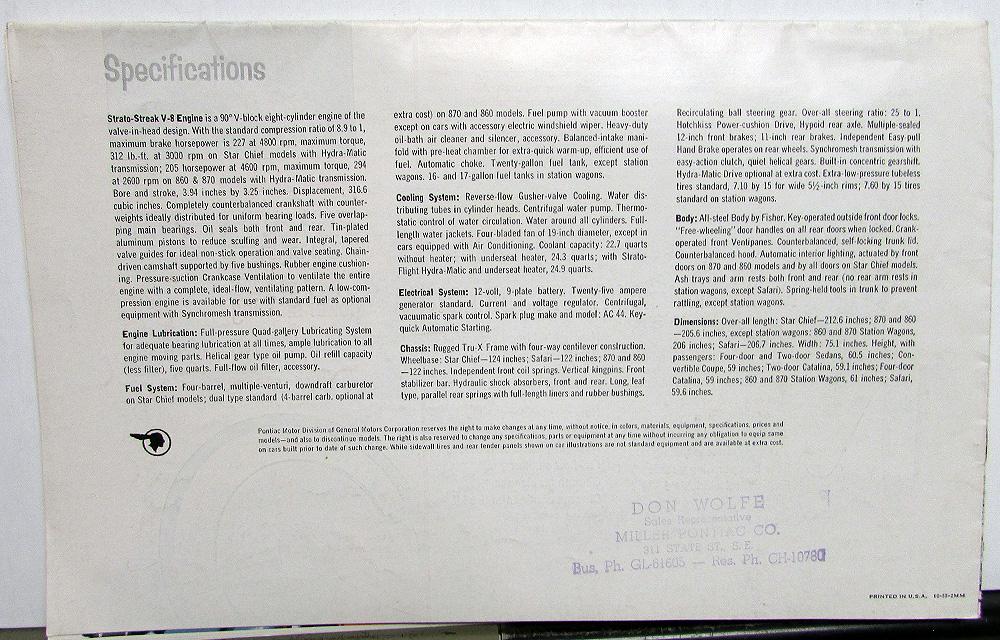 Specifications
Strato-Streak V-8 Engine is a 90° V-block eight-cylinder engine of the
valve-in-head design. With the standard compression ratio of 8.9 to 1,
maximum brake horsepower is 227 at 4800 rpm, maximum torque,
312 lb.-ft. at 3000 rpm on Star Chief models with Hydra-Matic
transmission; 205 horsepower at 4600 rpm, maximum torque, 294
at 2600 rpm on 860 & 870 models with Hydra-Matic transmission.
Bore and stroke, 3.94 inches by 3.25 inches. Displacement, 316.6
cubic inches. Completely counterbalanced crankshaft with counter-
weights ideally distributed for uniform bearing loads. Five overlap-
ping main bearings. Oil seals both front and rear. Tin-plated
aluminum pistons to reduce scuffing and wear. Integral, tapered
valve guides for ideal non-stick operation and valve seating. Chain-
driven camshaft supported by five bushings. Rubber engine cushion-
ing. Pressure-suction Crankcase Ventilation to ventilate the entire
engine with a complete, ideal-flow, ventilating pattern. A low-com-
pression engine is available for use with standard fuel as optional
equipment with Synchromesh transmission.
Engine Lubrication: Full-pressure Quad-gallery Lubricating System
for adequate bearing lubrication at all times, ample lubrication to all
engine moving parts. Helical gear type oil pump. Oil refill capacity
(less filter), five quarts. Full-flow oil filter, accessory.
Fuel System: Four-barrel, multiple-venturi, downdraft carburetor
on Star Chief models; dual type standard (4-barrel carb. optional at
extra cost) on 870 and 860 models. Fuel pump with vacuum booster
except on cars with accessory electric windshield wiper. Heavy-duty
oil-bath air cleaner and silencer, accessory. Balanced-intake mani-
fold with pre-heat chamber for extra-quick warm-up, efficient use of
fuel. Automatic choke. Twenty-gallon fuel tank, except station
wagons. 16- and 17-gallon fuel tanks in station wagons.
Cooling System: Reverse-flow Gusher-valve Cooling. Water dis-
tributing tubes in cylinder heads. Centrifugal water pump. Thermo-
static control of water circulation. Water around all cylinders. Full-
length water jackets. Four-bladed fan of 19-inch diameter, except in
cars equipped with Air Conditioning. Coolant capacity: 22.7 quarts
without heater; with underseat heater, 24.3 quarts; with Strato-
Flight Hydra-Matic and underseat heater, 24.9 quarts.
Electrical System: 12-volt, 9-plate battery. Twenty-five ampere
generator standard. Current and voltage regulator. Centrifugal,
vacuumatic spark control. Spark plug make and model: AC 44. Key-
quick Automatic Starting.
Chassis: Rugged Tru-X Frame with four-way cantilever construction.
Wheelbase: Star Chief—124 inches; Safari—122 inches; 870 and 860
—122 inches. Independent front coil springs. Vertical kingpins. Front
stabilizer bar. Hydraulic shock absorbers, front and rear. Long, leaf
type, parallel rear springs with full-length liners and rubber bushings.
Recirculating ball steering gear. Over-all steering ratio: 25 to 1.
Hotchkiss Power-cushion Drive, Hypoid rear axle. Multiple-sealed
12-inch front brakes; 11-inch rear brakes. Independent Easy-pull
Hand Brake operates on rear wheels. Synchromesh transmission with
easy-action clutch, quiet helical gears. Built-in concentric gearshift.
Hydra-Matic Drive optional at extra cost. Extra-low-pressure tubeless
tires standard, 7.10 by 15 for wide 5½-inch rims; 7.60 by 15 tires
standard on station wagons.
Body: All-steel Body by Fisher. Key-operated outside front door locks.
"Free-wheeling" door handles on all rear doors when locked. Crank-
operated front Ventipanes. Counterbalanced, self-locking trunk lid.
Counterbalanced hood. Automatic interior lighting, actuated by front
doors on 870 and 860 models and by all doors on Star Chief models.
Ash trays and arm rests both front and rear (no rear arm rests in
station wagons, except Safari). Spring-held tools in trunk to prevent
rattling, except station wagons.
Dimensions: Over-all length: Star Chief—212.6 inches; 870 and 860
—205.6 inches, except station wagons: 860 and 870 Station Wagons,
206 inches; Safari—206.7 inches. Width: 75.1 inches. Height, with
passengers: Four-door and Two-door Sedans, 60.5 inches; Con-
vertible Coupe, 59 inches; Two-door Catalina, 59.1 inches; Four-door
Catalina, 59 inches; 860 and 870 Station Wagons, 61 inches; Safari,
59.6 inches.
Pontiac Motor Division of General Motors Corporation reserves the right to make changes at any time, without notice, in colors, materials, equipment, specifications, prices and
models—and also to discontinue models. The right is also reserved to change any specifications, parts or equipment at any time without incurring any obligation to equip same
on cars built prior to date of such change. While sidewall tires and rear fender panels shown on car illustrations are not standard equipment and are available at extra cost.
DON WOLFE
Sales Representative
MILLER PONTIAC CO.
311 STATE ST., S.E.
Bus. Ph. GL-61605 — Res. Ph. CH-10780
PRINTED IN U.S.A.